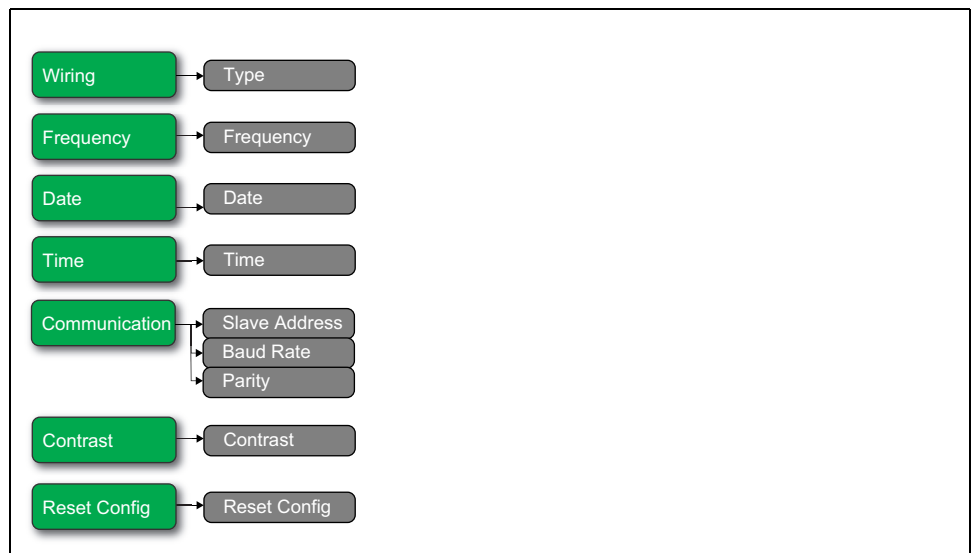 Wiring
Type
Frequency
Frequency
Date
Date
Time
Time
Communication
Slave Address
Baud Rate
Parity
Contrast
Contrast
Reset Config
Reset Config